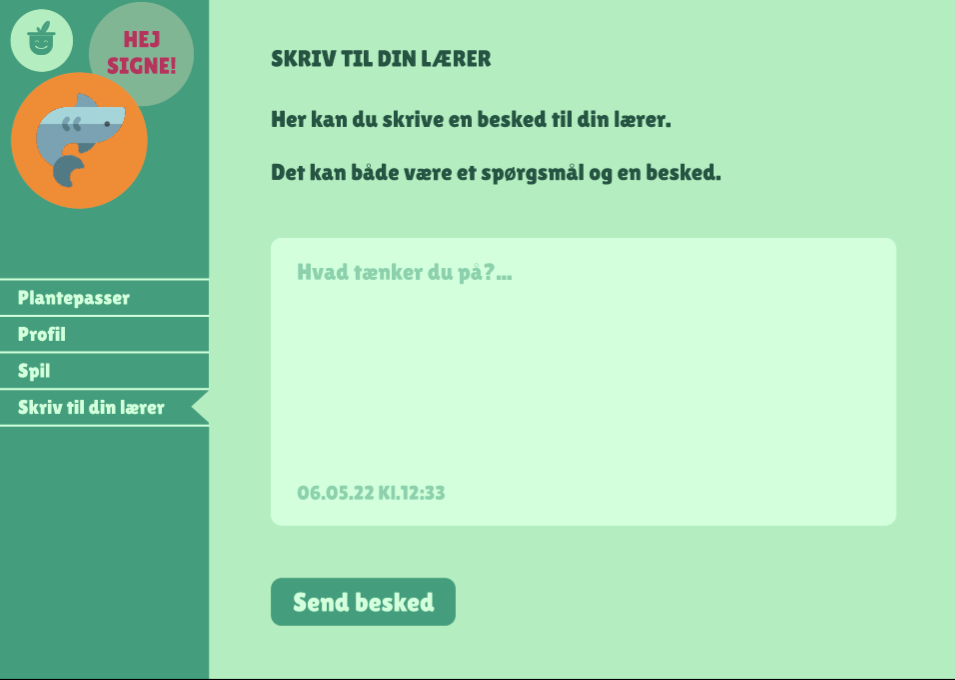 HEJ
SIGNE!
Plantepasser
Profil
Spil
Skriv til din lærer
SKRIV TIL DIN LÆRER
Her kan du skrive en besked til din lærer.
Det kan både være et spørgsmål og en besked.
Hvad tænker du på?...
06.05.22 Kl.12:33
Send besked